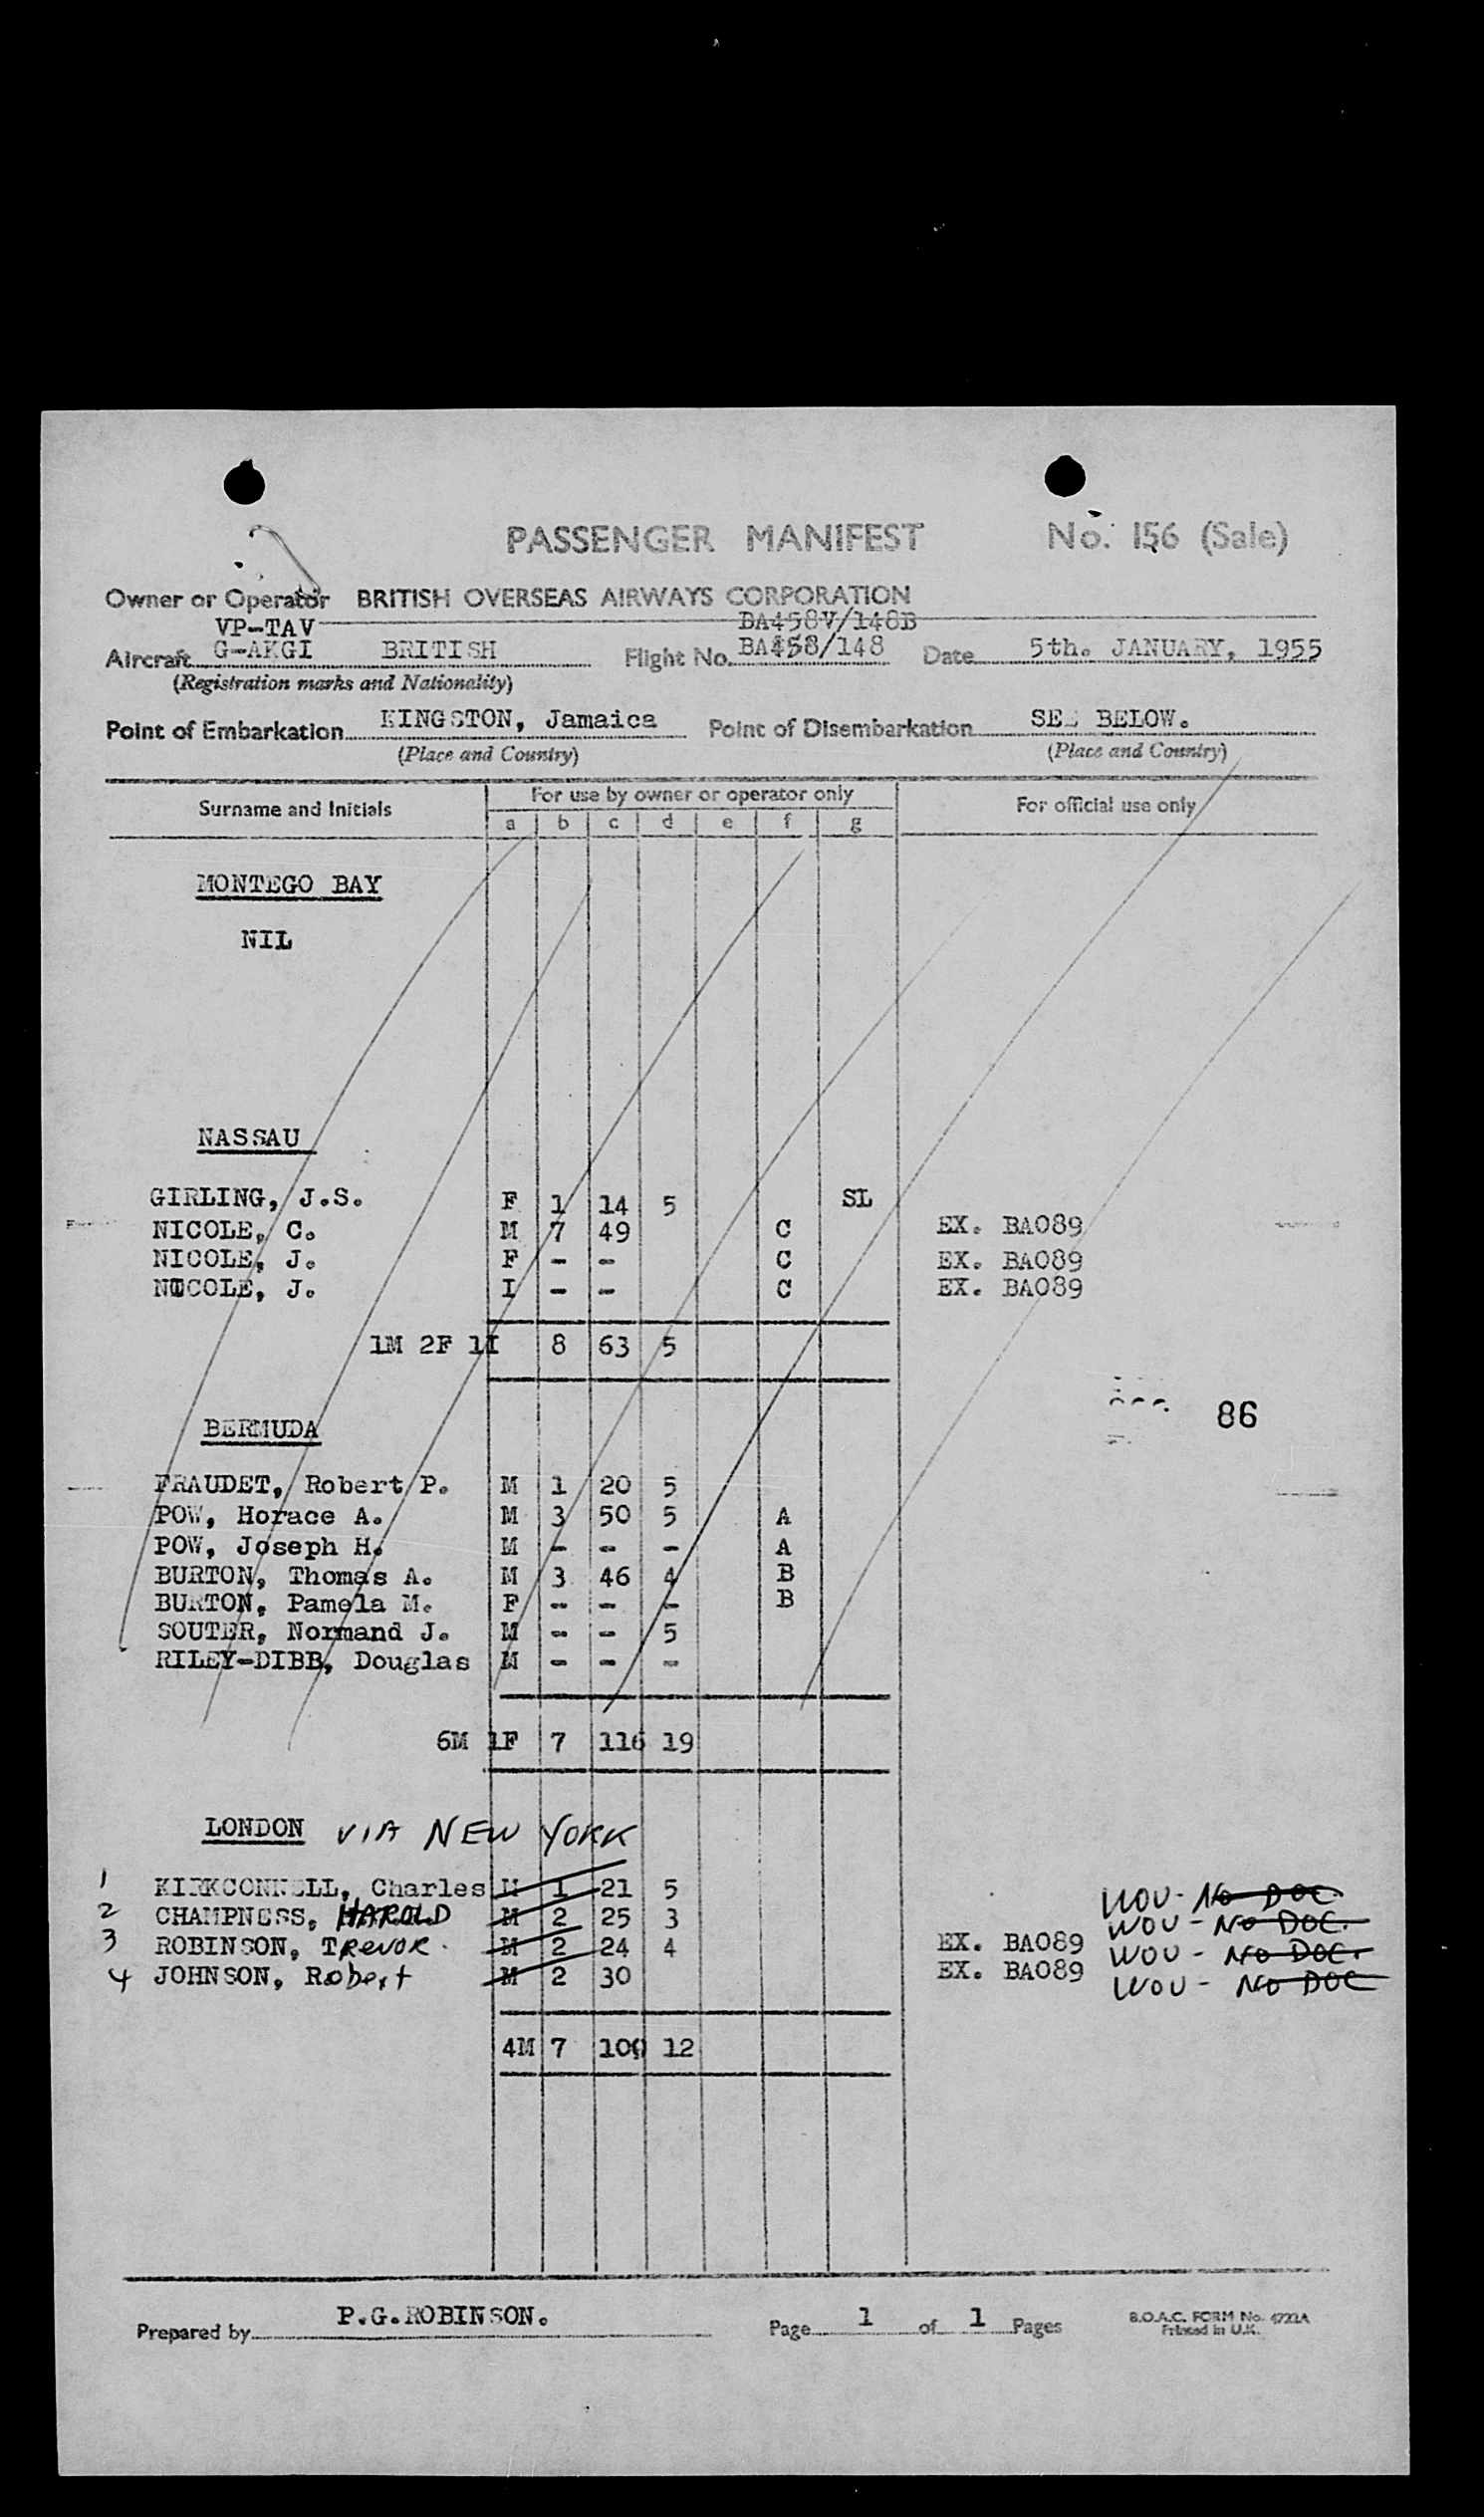 PASSENGER MANIFEST No. 156 (Sale)
Owner or Operator BRITISH OVERSEAS AIRWAYS CORPORATION
VP-TAV BA458V/148B
Aircraft G-AKGI BRITISH Flight No. BA458/148 Date 5th. JANUARY, 1955
(Registration marks and Nationality)
Point of Embarkation KINGSTON, Jamaica Point of Disembarkation SEE BELOW.
(Place and Country) (Place and Country)
Surname and Initials For use by owner or operator only For official use only
a b c d e f g
MONTEGO BAY
NIL
NASSAU
GIRLING, J.S. F 1 14 5 SL
NICOLE, C. M 7 49 C EX. BA089
NICOLE, J. F - - C EX. BA089
NICOLE, J. I - - C EX. BA089
1M 2F 1I 8 63 5
86
BERMUDA
FRAUDET, Robert P. M 1 20 5
POW, Horace A. M 3 50 5 A
POW, Joseph H. M - - - A
BURTON, Thomas A. M 3 46 4 B
BURTON, Pamela M. F - - - B
SOUTER, Normand J. M - - 5
RILEY-DIBB, Douglas M - - -
6M 1F 7 116 19
LONDON VIA NEW YORK
1 KIRKCONNELL, Charles M 1 21 5 WOV - NO DOC.
2 CHAMPNESS, HAROLD M 2 25 3 WOV - NO DOC.
3 ROBINSON, TREVOR. M 2 24 4 EX. BA089 WOV - NO DOC.
4 JOHNSON, Robert M 2 30 EX. BA089 WOV - NO DOC
4M 7 100 12
Prepared by P.G.ROBINSON. Page 1 of 1 Pages B.O.A.C. FORM No. 4722A
Printed in U.K.